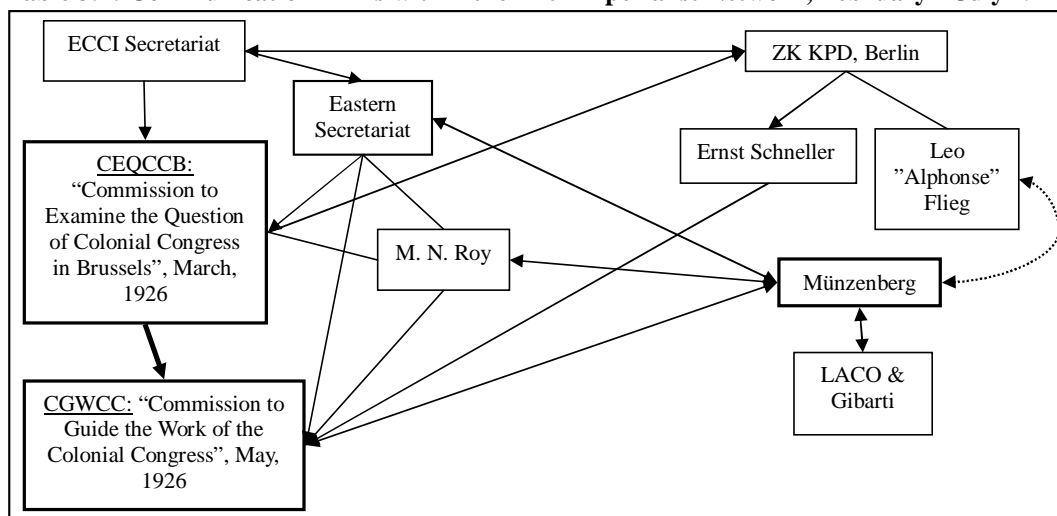 ECCI Secretariat
ZK KPD, Berlin
Eastern
Secretariat
Ernst Schneller
Leo
”Alphonse”
Flieg
CEQCCB:
“Commission to
Examine the Question
of Colonial Congress
in Brussels”, March,
1926
M. N. Roy
Münzenberg
LACO &
Gibarti
CGWCC: “Commission to
Guide the Work of the
Colonial Congress”, May,
1926